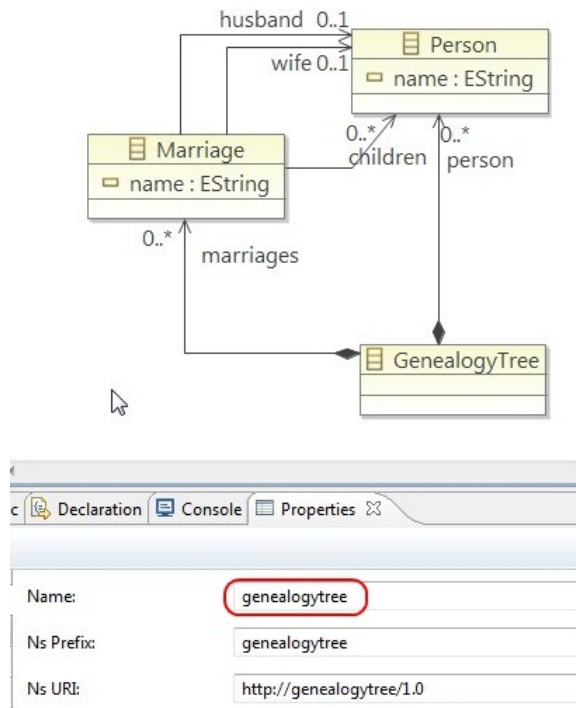 husband 0..1
Person
wife 0..1
name : EString
Marriage
0..* 0..*
children person
name : EString
0..*
marriages
GenealogyTree
c Declaration Console Properties
Name: genealogytree
Ns Prefix: genealogytree
Ns URI: http://genealogytree/1.0